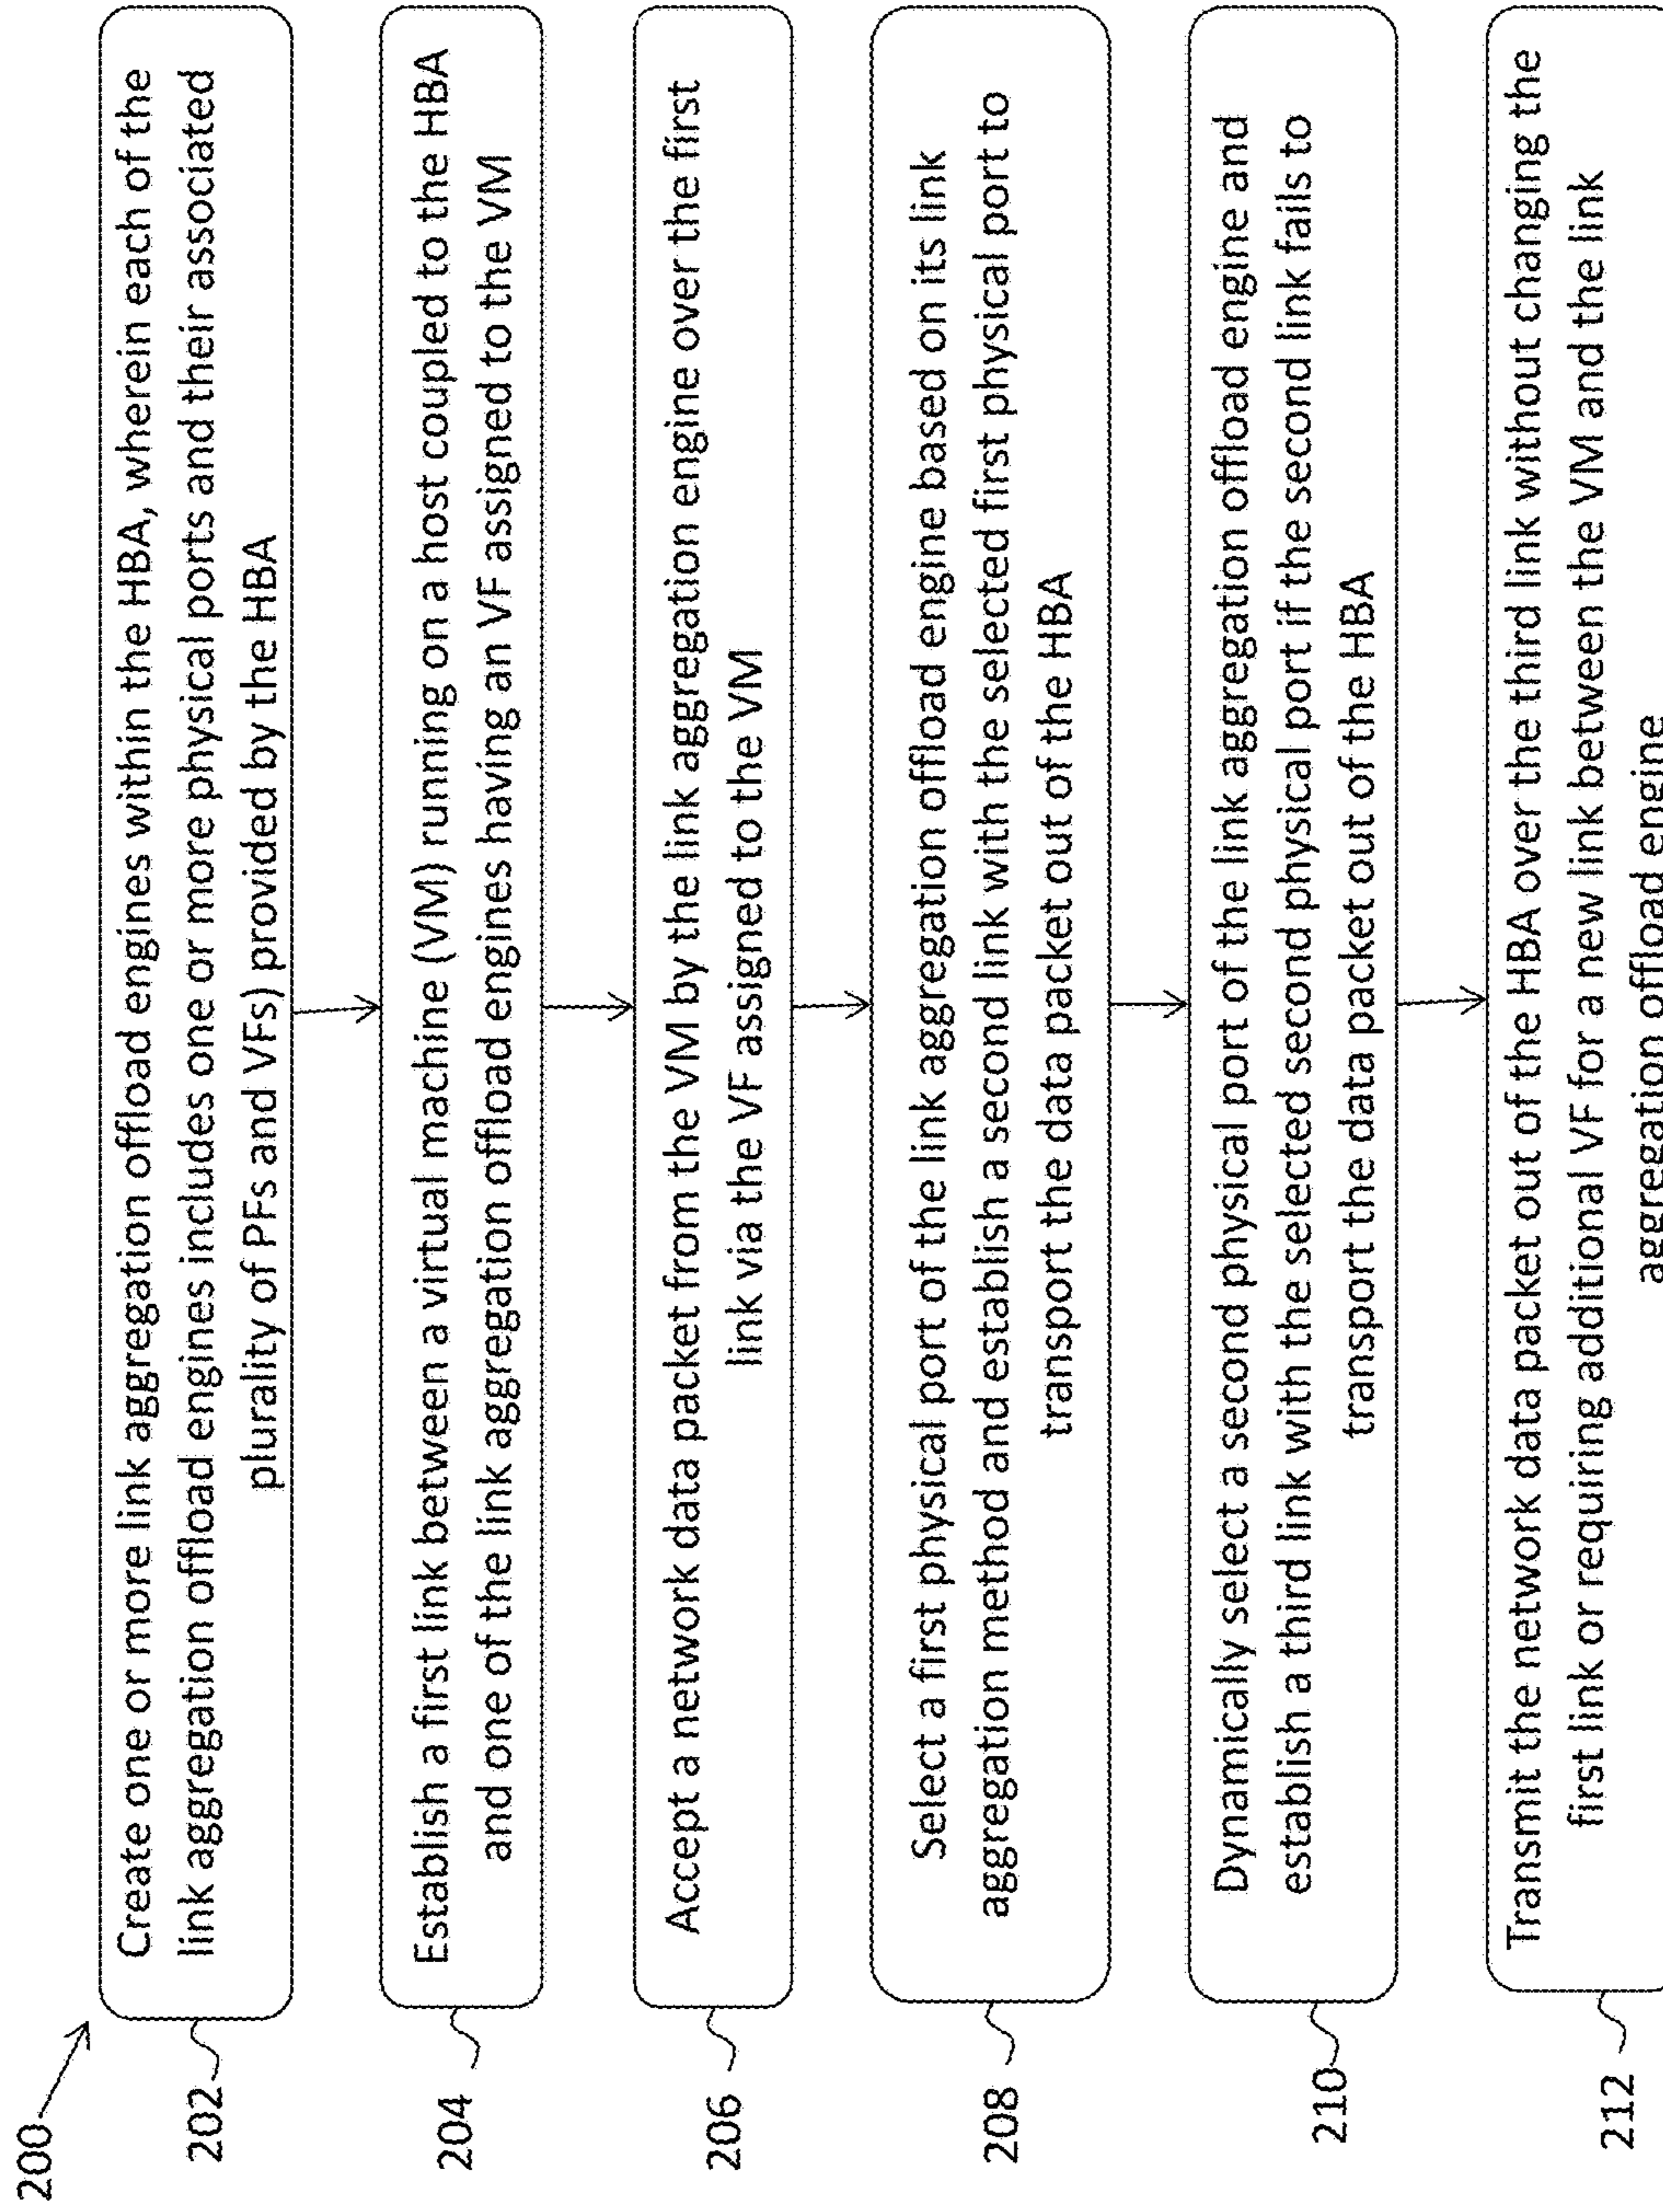 200
202
Create one or more link aggregation offload engines within the HBA, wherein each of the
link aggregation offload engines includes one or more physical ports and their associated
plurality of PFs and VFs) provided by the HBA
204
Establish a first link between a virtual machine (VM) running on a host coupled to the HBA
and one of the link aggregation offload engines having an VF assigned to the VM
206
Accept a network data packet from the VM by the link aggregation engine over the first
link via the VF assigned to the VM
208
Select a first physical port of the link aggregation offload engine based on its link
aggregation method and establish a second link with the selected first physical port to
transport the data packet out of the HBA
210
Dynamically select a second physical port of the link aggregation offload engine and
establish a third link with the selected second physical port if the second link fails to
transport the data packet out of the HBA
212
Transmit the network data packet out of the HBA over the third link without changing the
first link or requiring additional VF for a new link between the VM and the link
aggregation offload engine